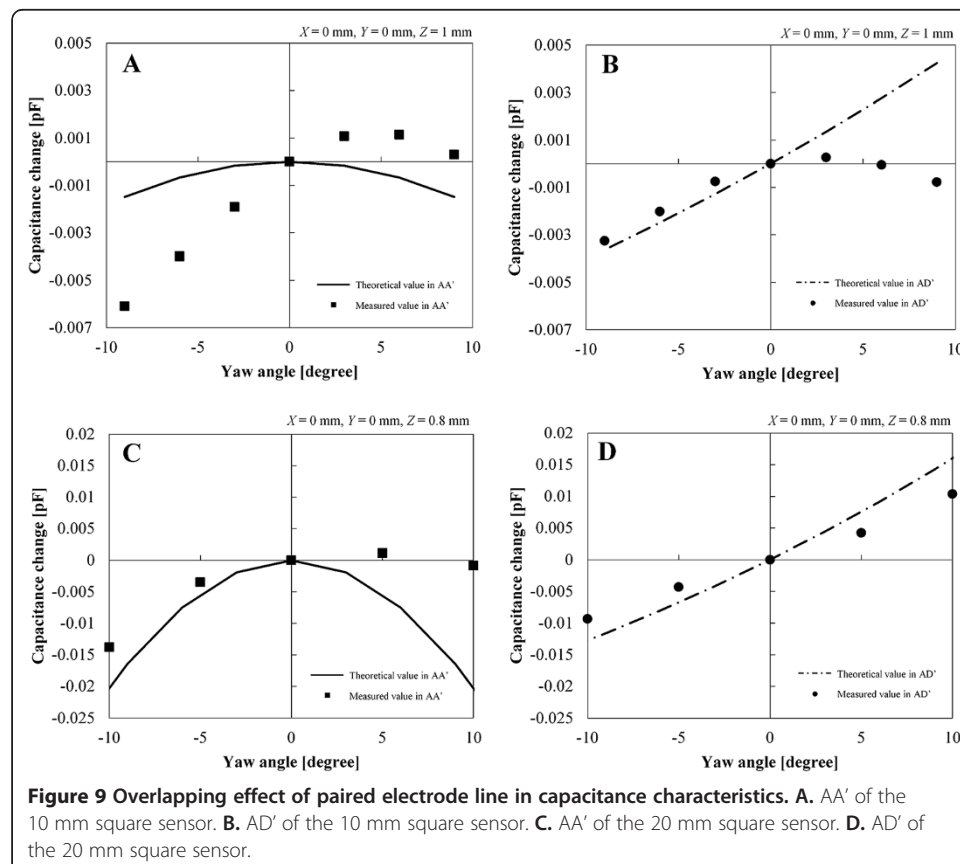 X = 0 mm, Y = 0 mm, Z = 1 mm
A
0.005
0.003
0.001
-0.001
-0.003
-0.005
-0.007
Capacitance change [pF]
Theoretical value in AA'
Measured value in AA'
-10
-5
0
5
10
Yaw angle [degree]
X = 0 mm, Y = 0 mm, Z = 1 mm
B
0.005
0.003
0.001
-0.001
-0.003
-0.005
-0.007
Capacitance change [pF]
Theoretical value in AD'
Measured value in AD'
-10
-5
0
5
10
Yaw angle [degree]
X = 0 mm, Y = 0 mm, Z = 0.8 mm
C
0.02
0.015
0.01
0.005
0
-0.005
-0.01
-0.015
-0.02
-0.025
Capacitance change [pF]
Theoretical value in AA'
Measured value in AA'
-10
-5
0
5
10
Yaw angle [degree]
X = 0 mm, Y = 0 mm, Z = 0.8 mm
D
0.02
0.015
0.01
0.005
0
-0.005
-0.01
-0.015
-0.02
-0.025
Capacitance change [pF]
Theoretical value in AD'
Measured value in AD'
-10
-5
0
5
10
Yaw angle [degree]
Figure 9 Overlapping effect of paired electrode line in capacitance characteristics. A. AA' of the
10 mm square sensor. B. AD' of the 10 mm square sensor. C. AA' of the 20 mm square sensor. D. AD' of
the 20 mm square sensor.